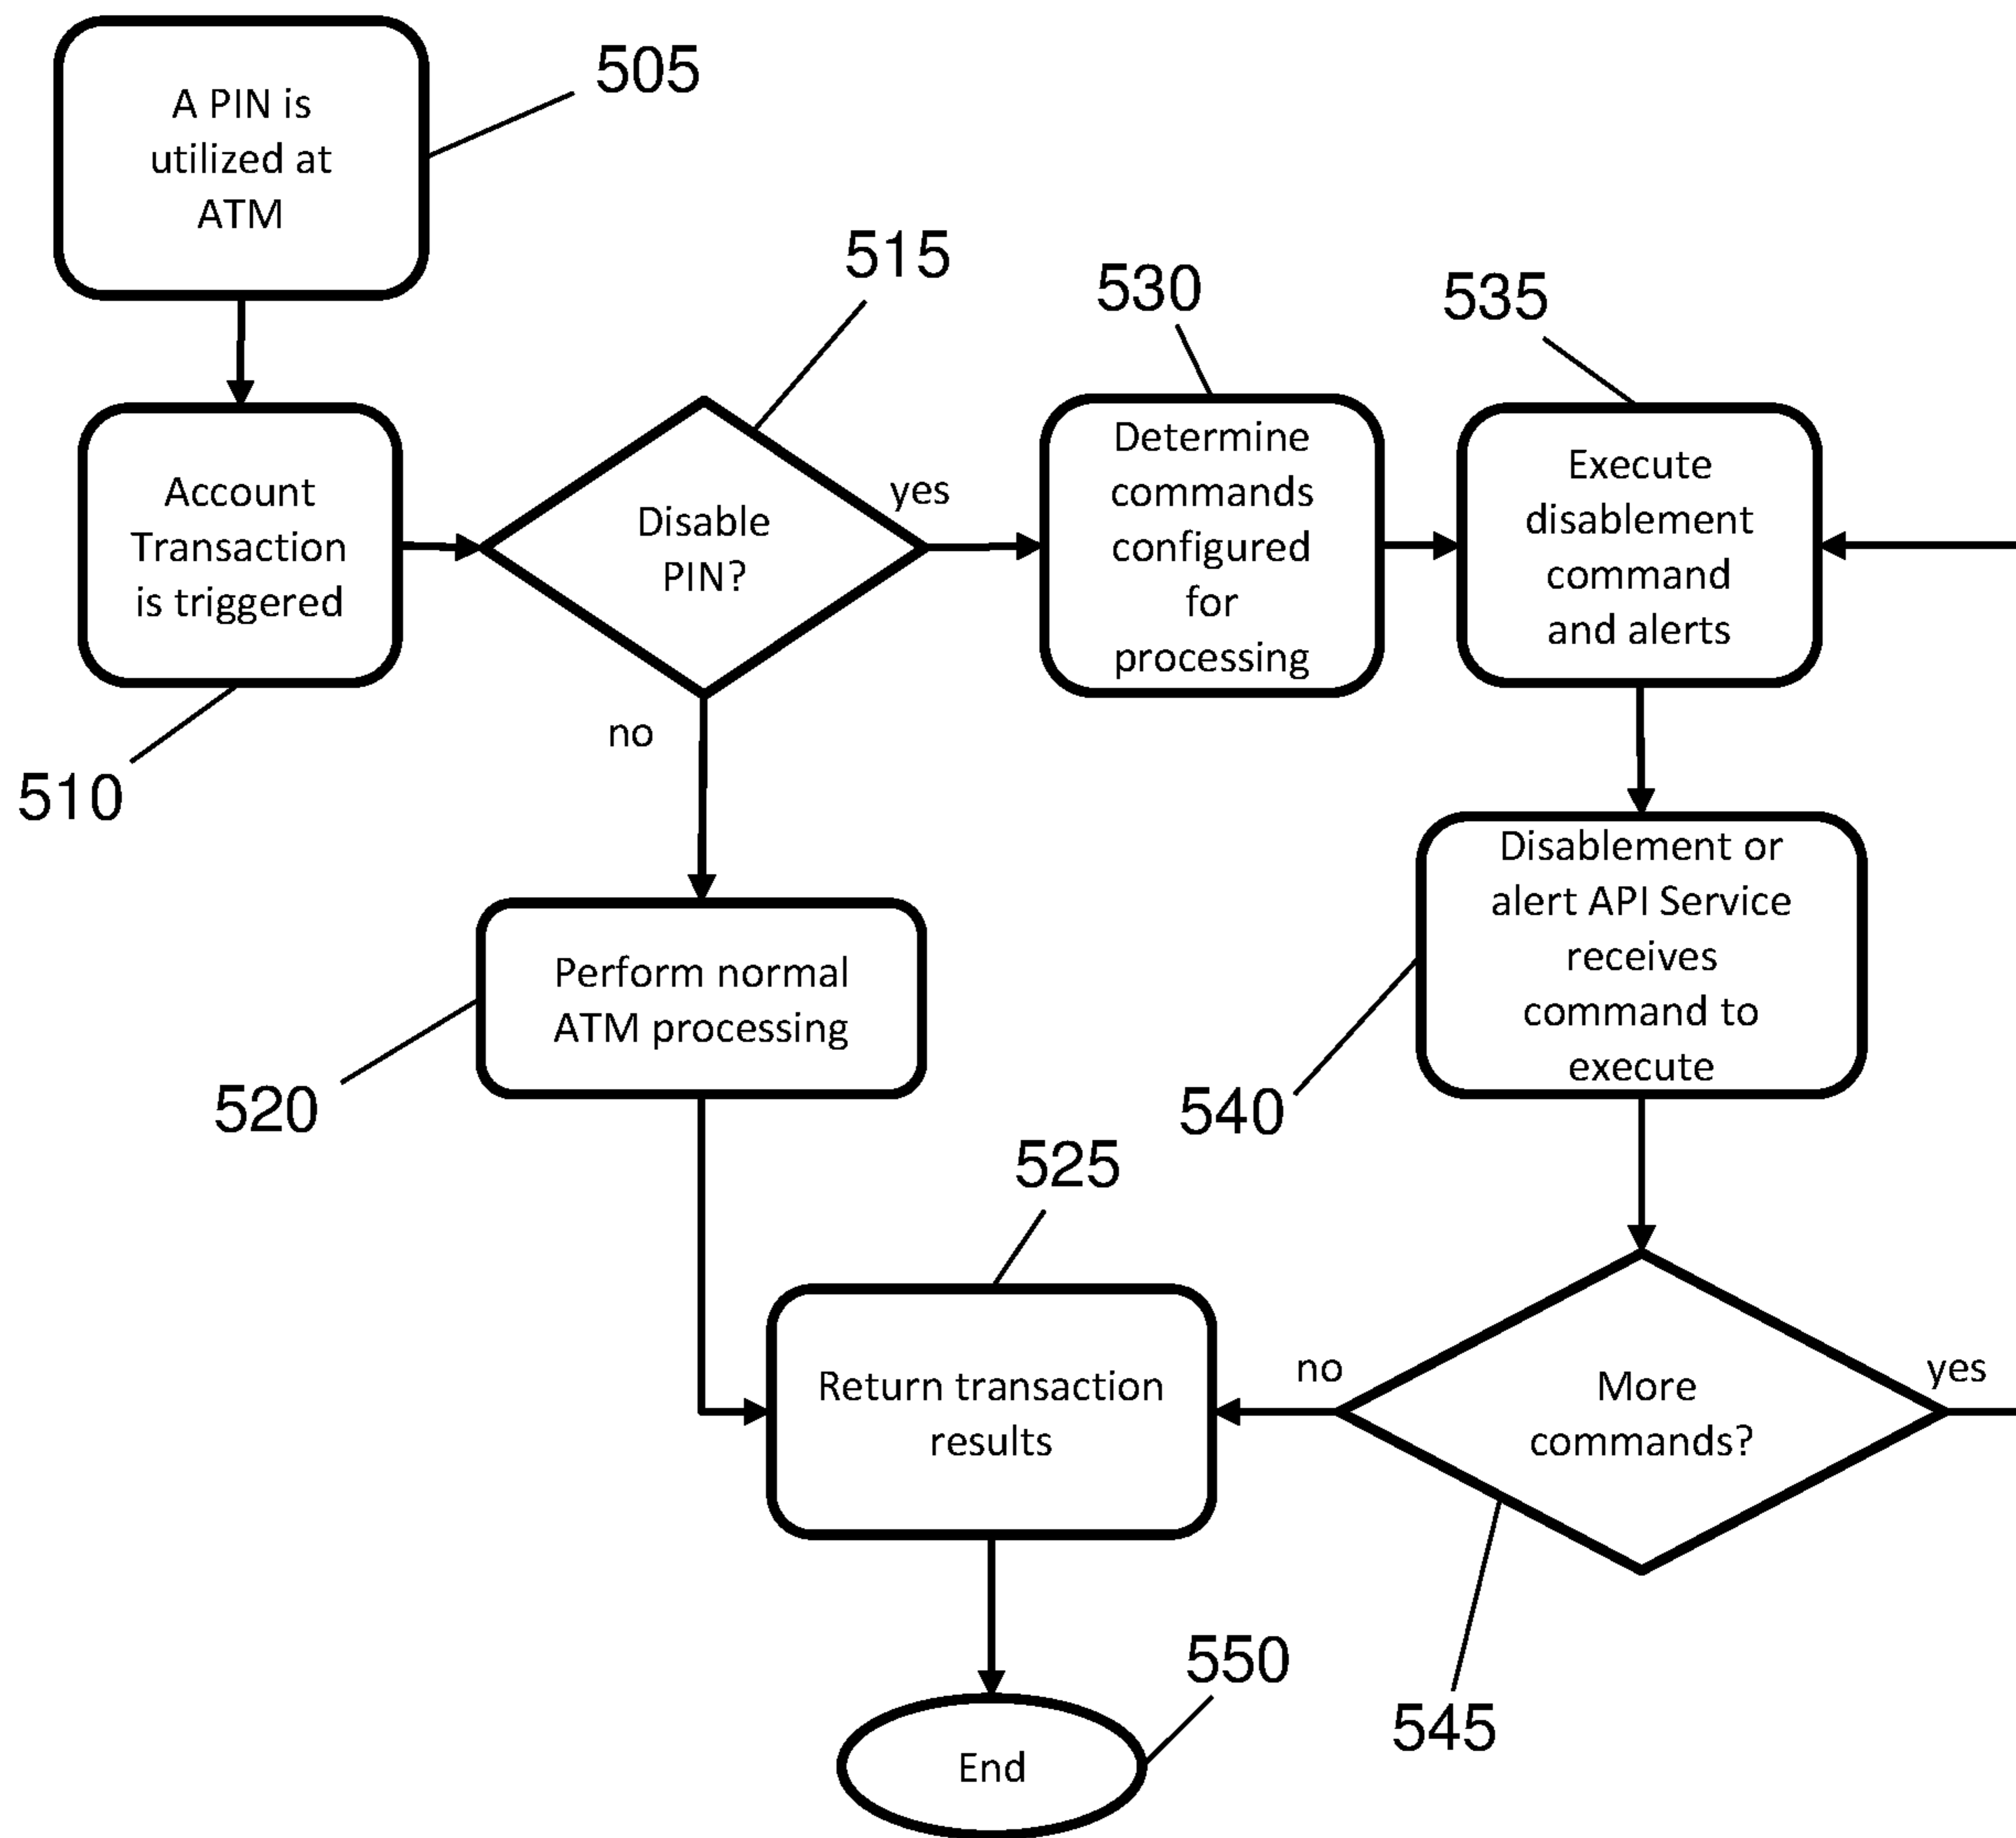 A PIN is
utilized at
ATM
505
Account
Transaction
is triggered
510
Disable
PIN?
515
yes
no
Determine
commands
configured
for
processing
530
Execute
disablement
command
and alerts
535
Perform normal
ATM processing
520
Disablement or
alert API Service
receives
command to
execute
540
Return transaction
results
525
no
More
commands?
yes
545
End
550